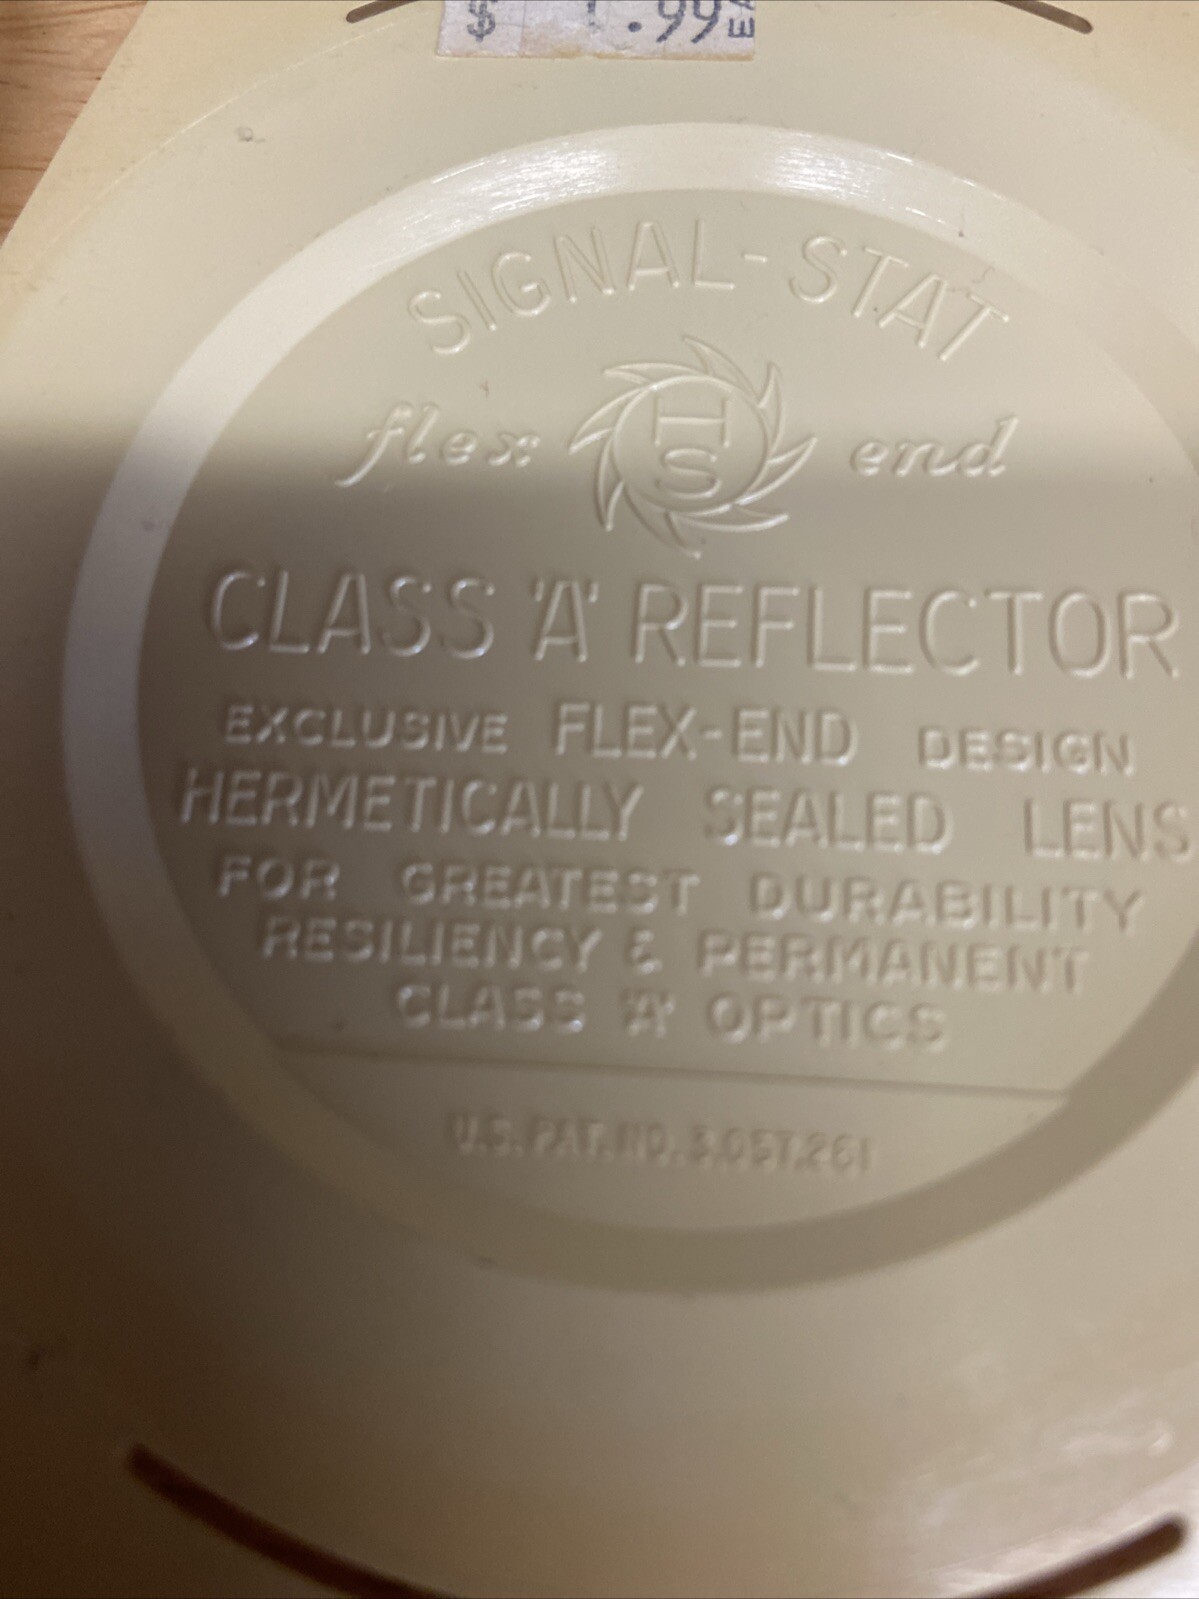 $ 1.99 EA
SIGNAL-STAT
flex HS end
CLASS 'A' REFLECTOR
EXCLUSIVE FLEX-END DESIGN
HERMETICALLY SEALED LENS
FOR GREATEST DURABILITY
RESILIENCY & PERMANENT
CLASS 'A' OPTICS
U.S. PAT. NO. 3,057,261